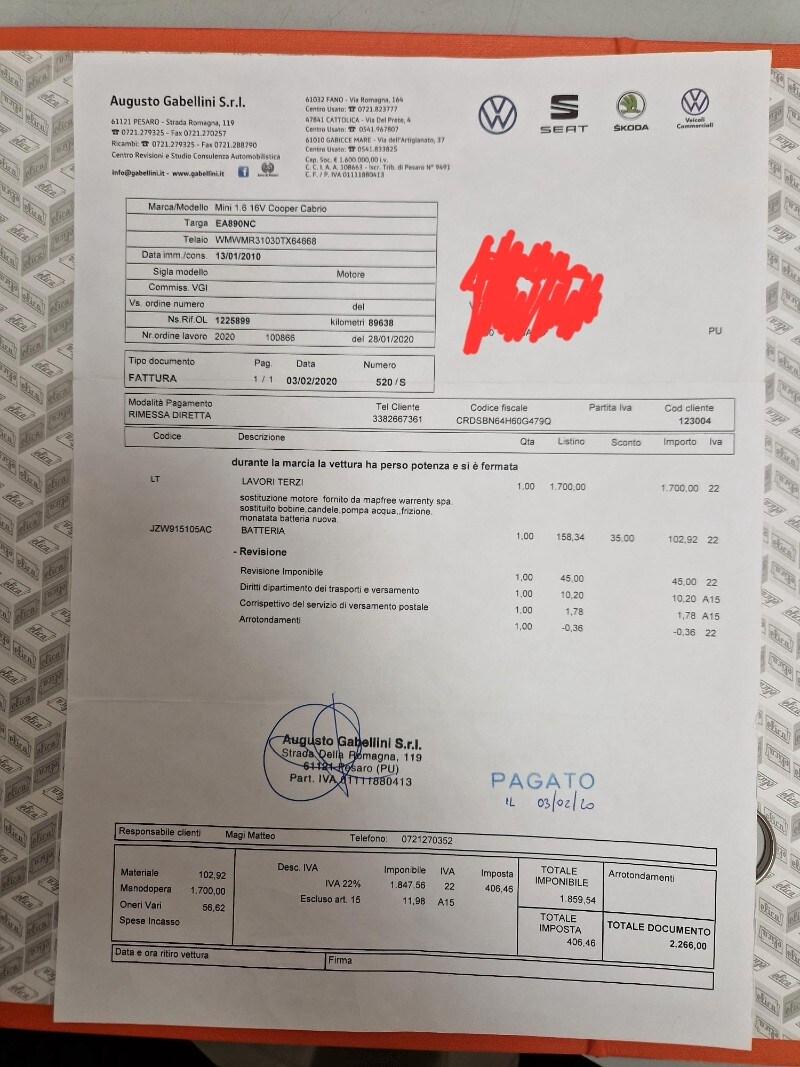 Augusto Gabellini S.r.l.
61121 PESARO - Strada Romagna, 119
☎ 0721.279325 - Fax 0721.270257
Ricambi: ☎ 0721.279325 - Fax 0721.288790
Centro Revisioni e Studio Consulenza Automobilistica
info@gabellini.it - www.gabellini.it
61032 FANO - Via Romagna, 164
Centro Usato: ☎ 0721.823777
47841 CATTOLICA - Via Del Prete, 4
Centro Usato: ☎ 0541.967807
61010 GABICCE MARE - Via dell'Artigianato, 37
Centro Usato: ☎ 0541.833825
Cap. Soc. € 1.600.000,00 i.v.
C. C. I. A. A. 108663 - Iscr. Trib. di Pesaro N° 9491
C. F. / P. IVA 01111880413
SEAT
ŠKODA
Veicoli
Commerciali
Marca/Modello Mini 1.6 16V Cooper Cabrio
Targa EA890NC
Telaio WMWMR31030TX64668
Data imm./cons. 13/01/2010
Sigla modello Motore
Commiss. VGI
Vs. ordine numero del
Ns.Rif.OL 1225899 kilometri 89638
Nr.ordine lavoro 2020 100866 del 28/01/2020
PU
Tipo documento Pag. Data Numero
FATTURA 1 / 1 03/02/2020 520 / S
Modalità Pagamento Tel Cliente Codice fiscale Partita Iva Cod cliente
RIMESSA DIRETTA 3382667361 CRDSBN64H60G479Q 123004
Codice Descrizione Qta Listino Sconto Importo Iva
durante la marcia la vettura ha perso potenza e si è fermata
LT LAVORI TERZI 1,00 1.700,00 1.700,00 22
sostituzione motore fornito da mapfree warrenty spa.
sostituito bobine,candele,pompa acqua,,frizione.
monatata batteria nuova.
JZW915105AC BATTERIA 1,00 158,34 35,00 102,92 22
- Revisione
Revisione Imponibile 1,00 45,00 45,00 22
Diritti dipartimento dei trasporti e versamento 1,00 10,20 10,20 A15
Corrispettivo del servizio di versamento postale 1,00 1,78 1,78 A15
Arrotondamenti 1,00 -0,36 -0,36 22
Augusto Gabellini S.r.l.
Strada Della Romagna, 119
61121 Pesaro (PU)
Part. IVA 01111880413
PAGATO
IL 03/02/20
Responsabile clienti Magi Matteo Telefono: 0721270352
Materiale 102,92
Manodopera 1.700,00
Oneri Vari 56,62
Spese Incasso
Desc. IVA Imponibile IVA Imposta
IVA 22% 1.847,56 22 406,46
Escluso art. 15 11,98 A15
TOTALE
IMPONIBILE
1.859,54
TOTALE
IMPOSTA
406,46
Arrotondamenti
TOTALE DOCUMENTO
2.266,00
Data e ora ritiro vettura Firma